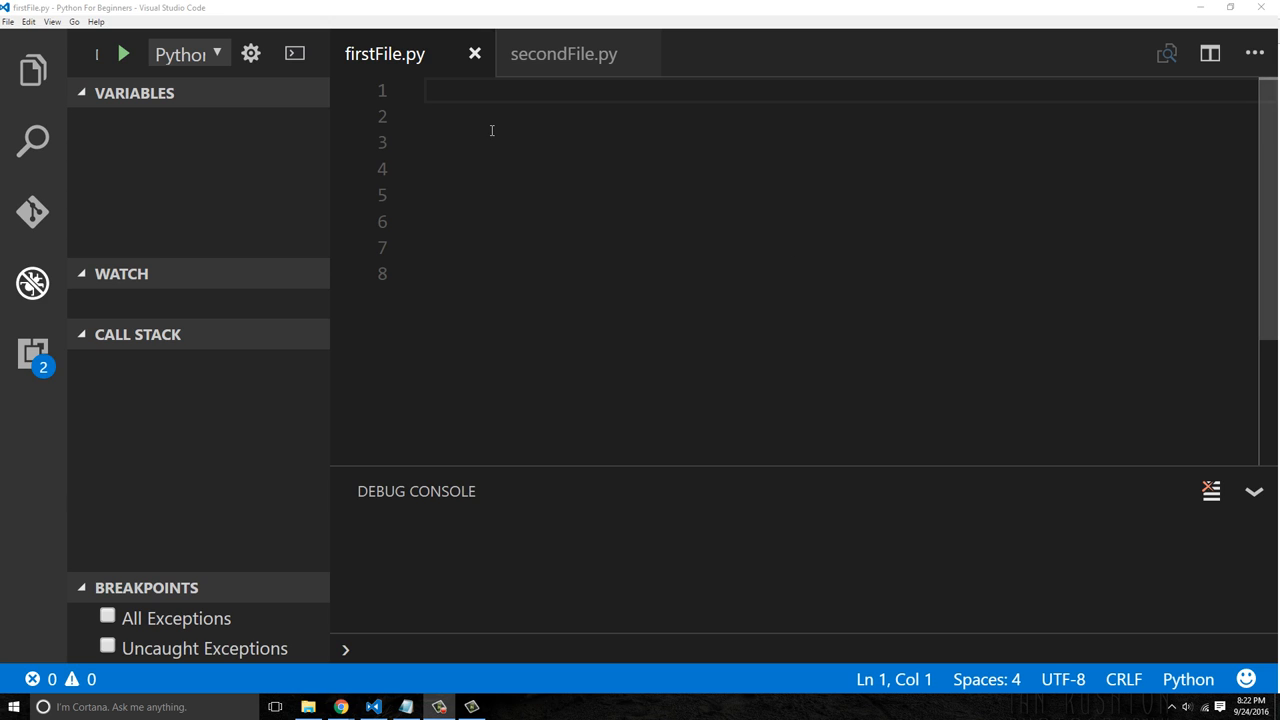 firstFile.py - Python For Beginners - Visual Studio Code
File Edit View Go Help
Python
firstFile.py
secondFile.py
VARIABLES
WATCH
CALL STACK
BREAKPOINTS
All Exceptions
Uncaught Exceptions
2
1
2
3
4
5
6
7
8
DEBUG CONSOLE
0 0
Ln 1, Col 1 Spaces: 4 UTF-8 CRLF Python
I'm Cortana. Ask me anything.
8:22 PM
9/24/2016